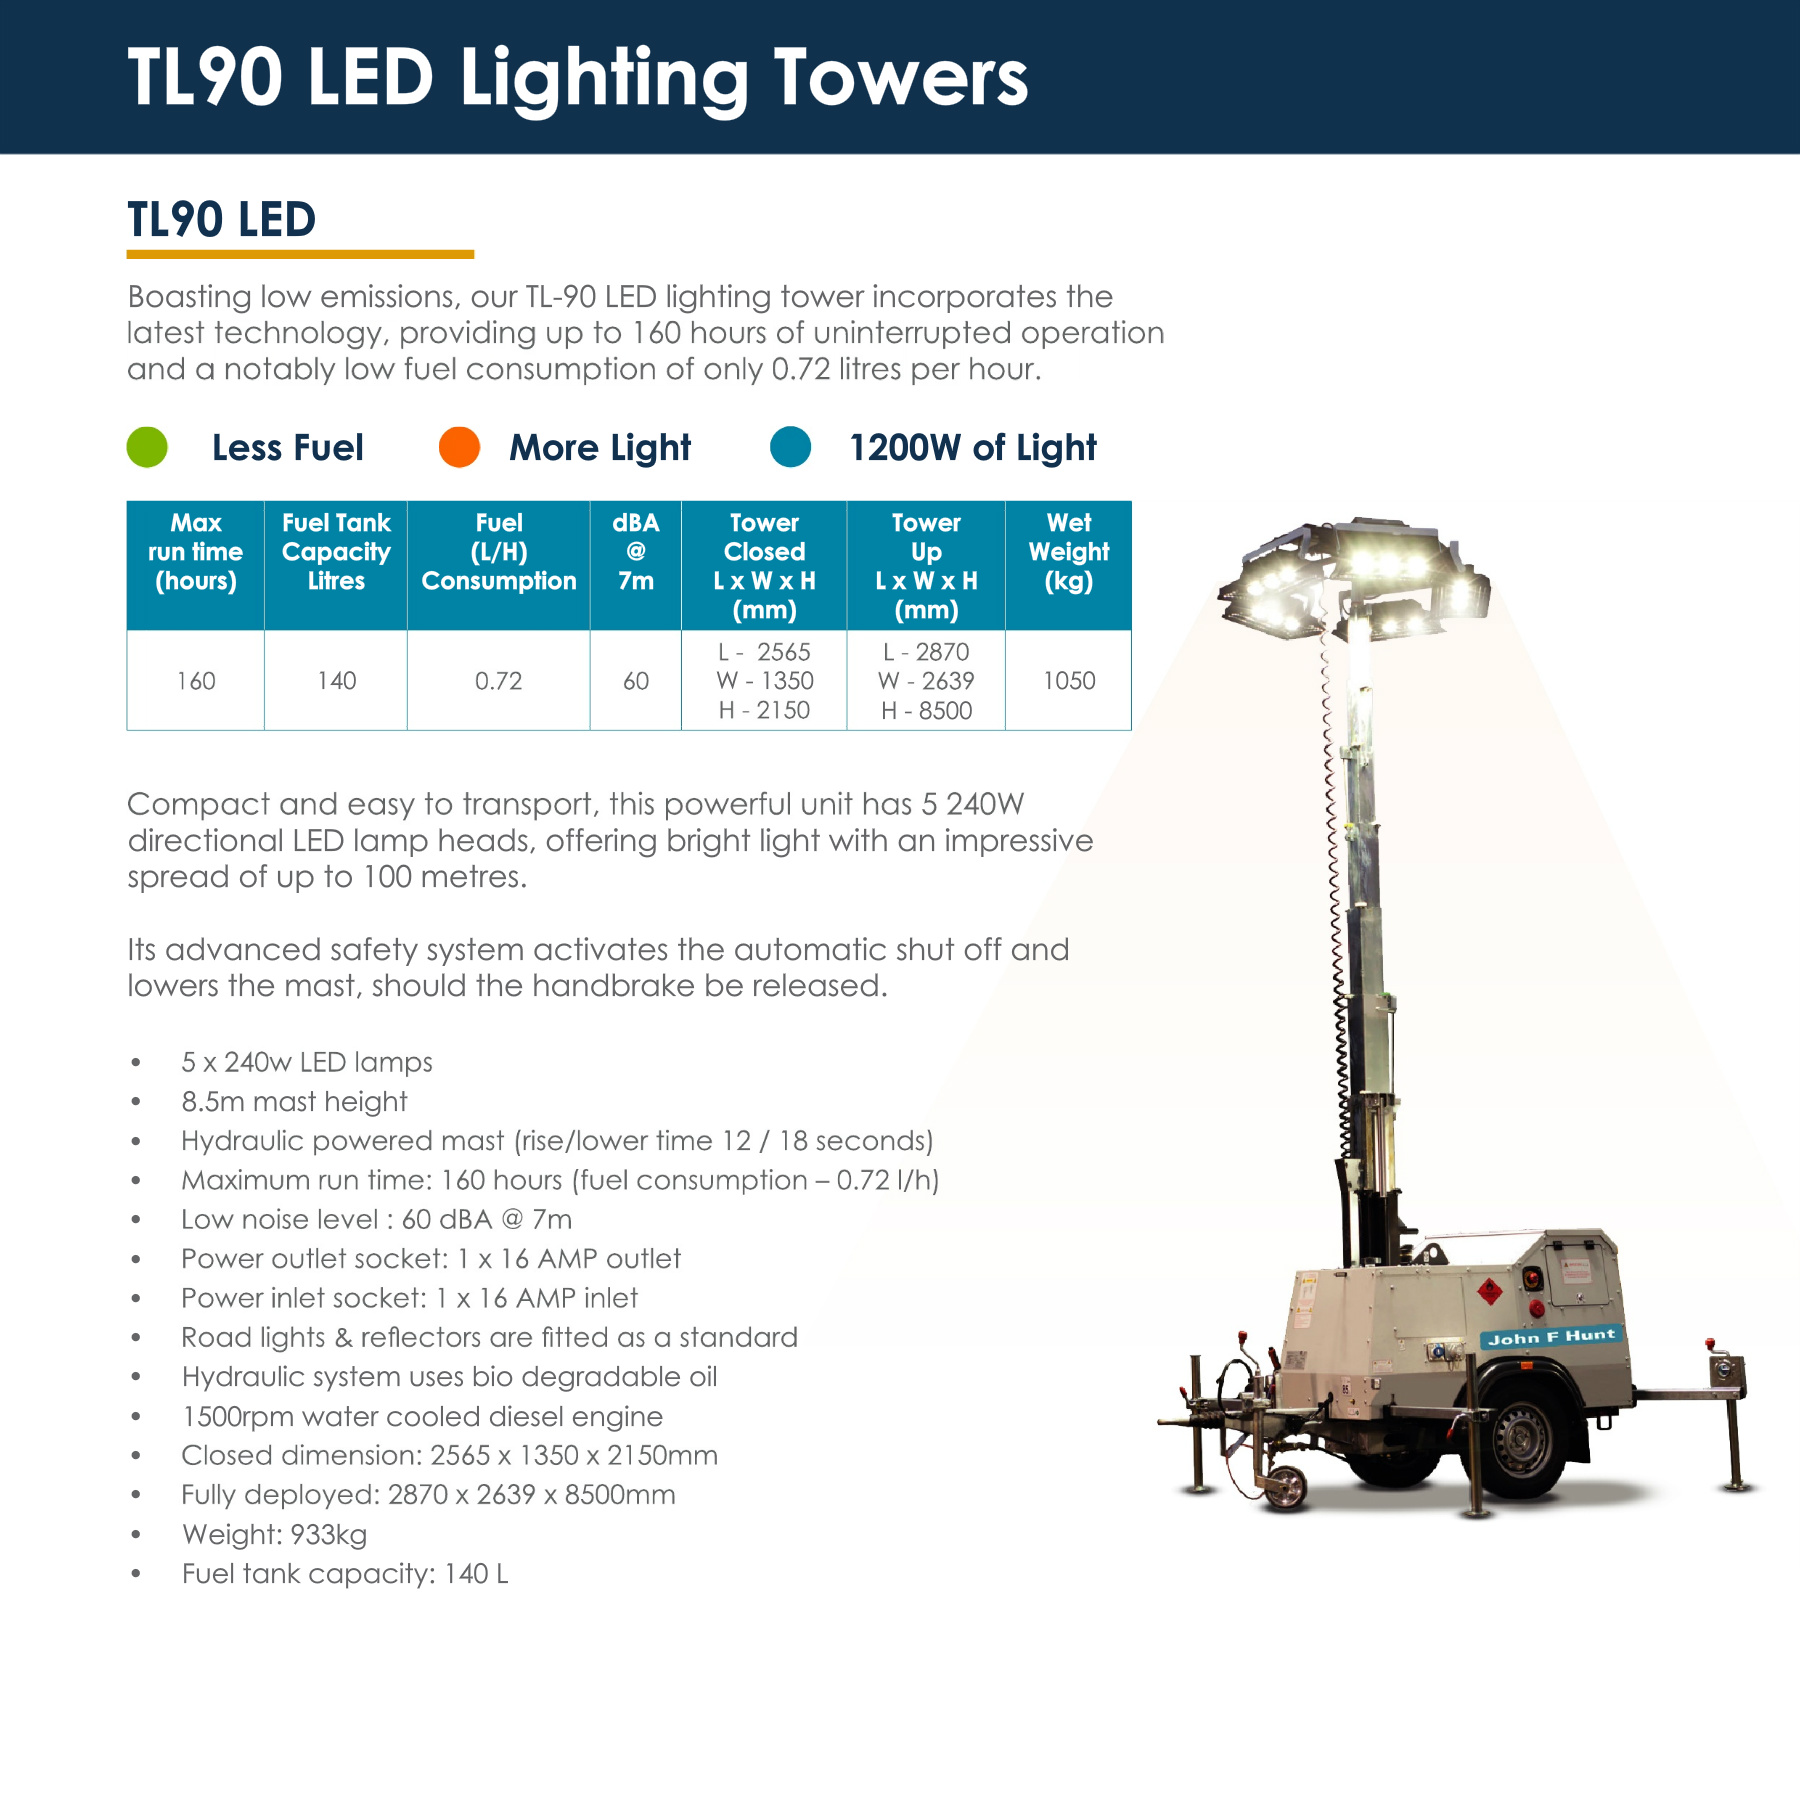 TL90 LED Lighting Towers
TL90 LED
Boasting low emissions, our TL-90 LED lighting tower incorporates the
latest technology, providing up to 160 hours of uninterrupted operation
and a notably low fuel consumption of only 0.72 litres per hour.
Less Fuel More Light 1200W of Light
Max run time (hours) Fuel Tank Capacity Litres Fuel (L/H) Consumption dBA @ 7m Tower Closed L x W x H (mm) Tower Up L x W x H (mm) Wet Weight (kg)
160 140 0.72 60 L - 2565 W - 1350 H - 2150 L - 2870 W - 2639 H - 8500 1050
Compact and easy to transport, this powerful unit has 5 240W
directional LED lamp heads, offering bright light with an impressive
spread of up to 100 metres.
Its advanced safety system activates the automatic shut off and
lowers the mast, should the handbrake be released.
• 5 x 240w LED lamps
• 8.5m mast height
• Hydraulic powered mast (rise/lower time 12 / 18 seconds)
• Maximum run time: 160 hours (fuel consumption – 0.72 l/h)
• Low noise level : 60 dBA @ 7m
• Power outlet socket: 1 x 16 AMP outlet
• Power inlet socket: 1 x 16 AMP inlet
• Road lights & reflectors are fitted as a standard
• Hydraulic system uses bio degradable oil
• 1500rpm water cooled diesel engine
• Closed dimension: 2565 x 1350 x 2150mm
• Fully deployed: 2870 x 2639 x 8500mm
• Weight: 933kg
• Fuel tank capacity: 140 L
John F Hunt